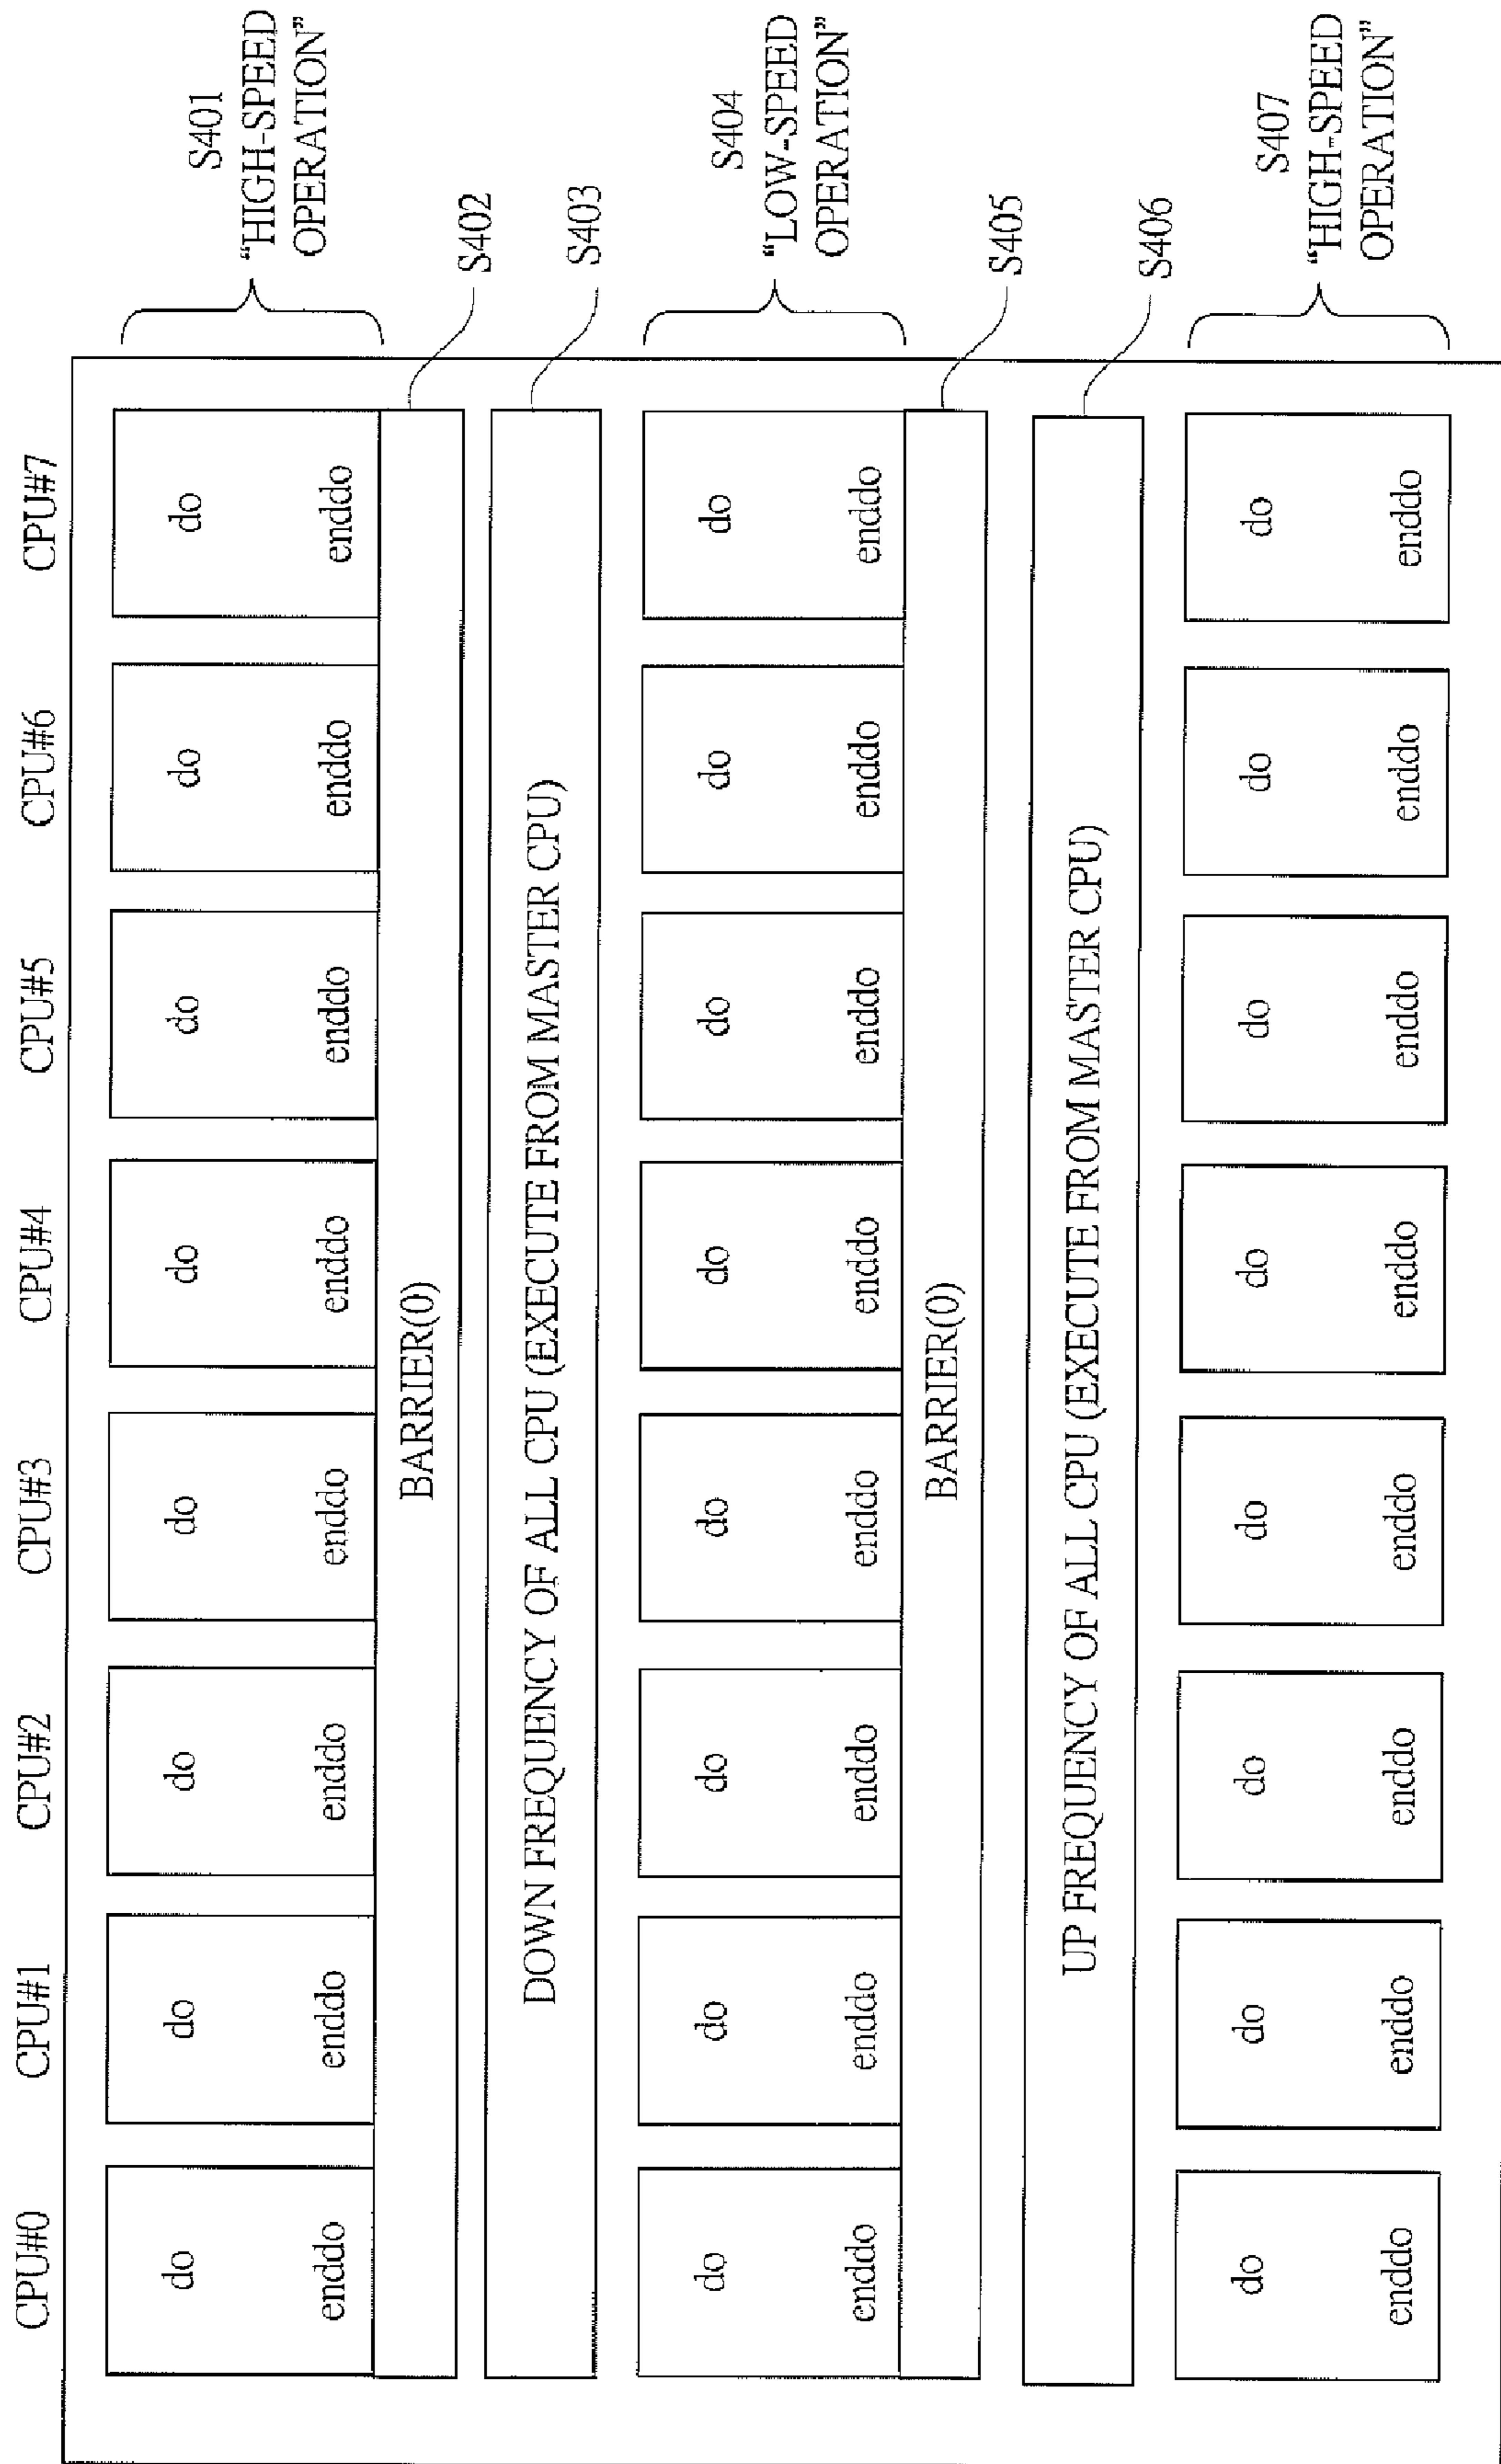 CPU#0 CPU#1 CPU#2 CPU#3 CPU#4 CPU#5 CPU#6 CPU#7
do do do do do do do do
enddo enddo enddo enddo enddo enddo enddo enddo
S401
“HIGH-SPEED
OPERATION”
BARRIER(0)
S402
DOWN FREQUENCY OF ALL CPU (EXECUTE FROM MASTER CPU)
S403
do do do do do do do do
enddo enddo enddo enddo enddo enddo enddo enddo
S404
“LOW-SPEED
OPERATION”
BARRIER(0)
S405
UP FREQUENCY OF ALL CPU (EXECUTE FROM MASTER CPU)
S406
do do do do do do do do
enddo enddo enddo enddo enddo enddo enddo enddo
S407
“HIGH-SPEED
OPERATION”